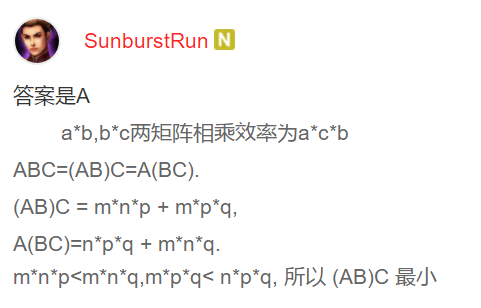 SunburstRun N
答案是A
a*b,b*c两矩阵相乘效率为a*c*b
ABC=(AB)C=A(BC).
(AB)C = m*n*p + m*p*q,
A(BC)=n*p*q + m*n*q.
m*n*p<m*n*q,m*p*q< n*p*q, 所以 (AB)C 最小